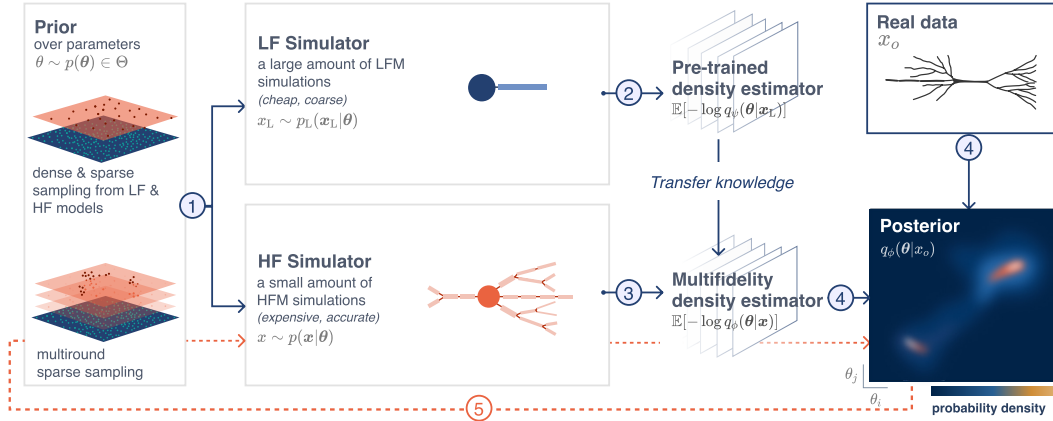 Prior
over parameters
θ ∼ p(θ) ∈ Θ
dense & sparse
sampling from LF &
HF models
multiround
sparse sampling
1
LF Simulator
a large amount of LFM
simulations
(cheap, coarse)
x_L ∼ p_L(x_L|θ)
HF Simulator
a small amount of
HFM simulations
(expensive, accurate)
x ∼ p(x|θ)
2
Pre-trained
density estimator
𝔼[− log q_ψ(θ|x_L)]
Transfer knowledge
3
Multifidelity
density estimator
𝔼[− log q_ϕ(θ|x)]
4
Real data
x_o
4
Posterior
q_ϕ(θ|x_o)
θ_j
θ_i
probability density
5